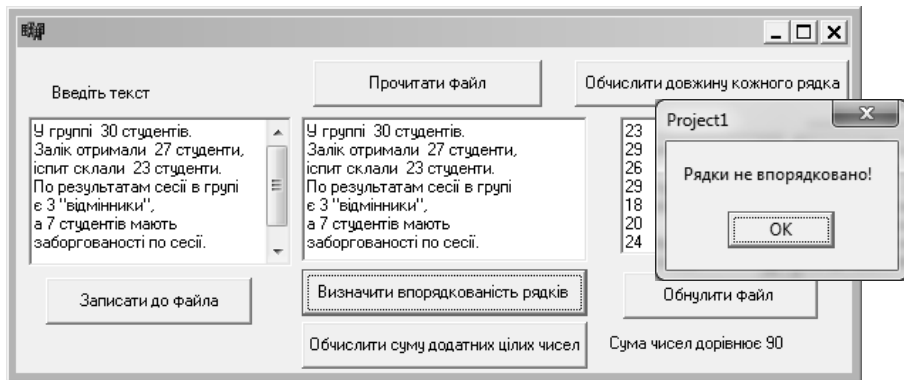 Прочитати файл
Обчислити довжину кожного рядка
Введіть текст
У группі  30 студентів.
Залік отримали  27 студенти,
іспит склали  23 студенти.
По результатам сесії в групі
є 3 "відмінники",
а 7 студентів мають
заборгованості по сесії.
У группі  30 студентів.
Залік отримали  27 студенти,
іспит склали  23 студенти.
По результатам сесії в групі
є 3 "відмінники",
а 7 студентів мають
заборгованості по сесії.
23
29
26
29
18
20
24
Project1
Рядки не впорядковано!
OK
Записати до файла
Визначити впорядкованість рядків
Обнулити файл
Обчислити суму додатних цілих чисел
Сума чисел дорівнює 90